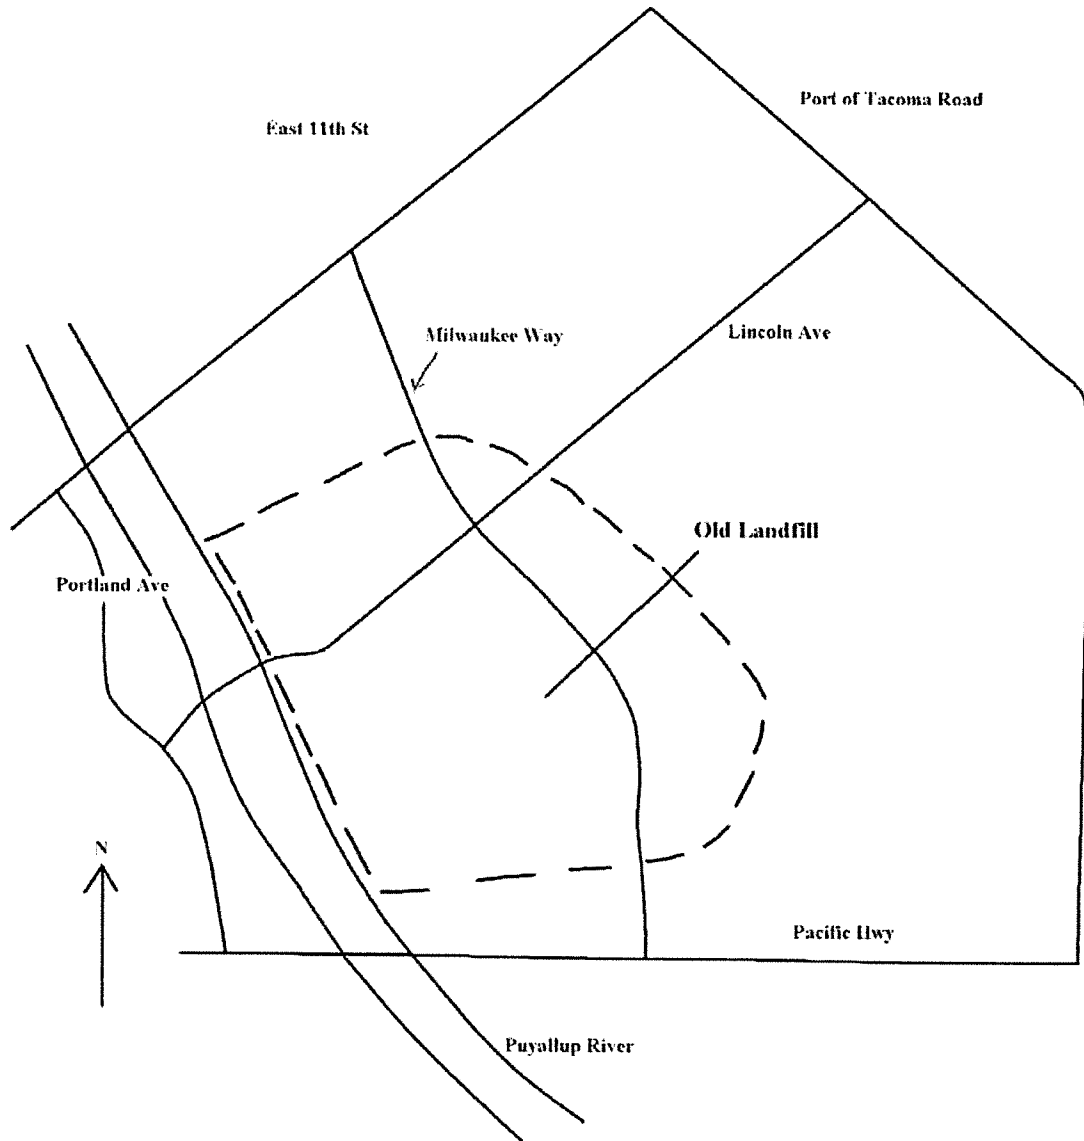 Port of Tacoma Road
East 11th St
Milwaukee Way
Lincoln Ave
Old Landfill
Portland Ave
N
Pacific Hwy
Puyallup River